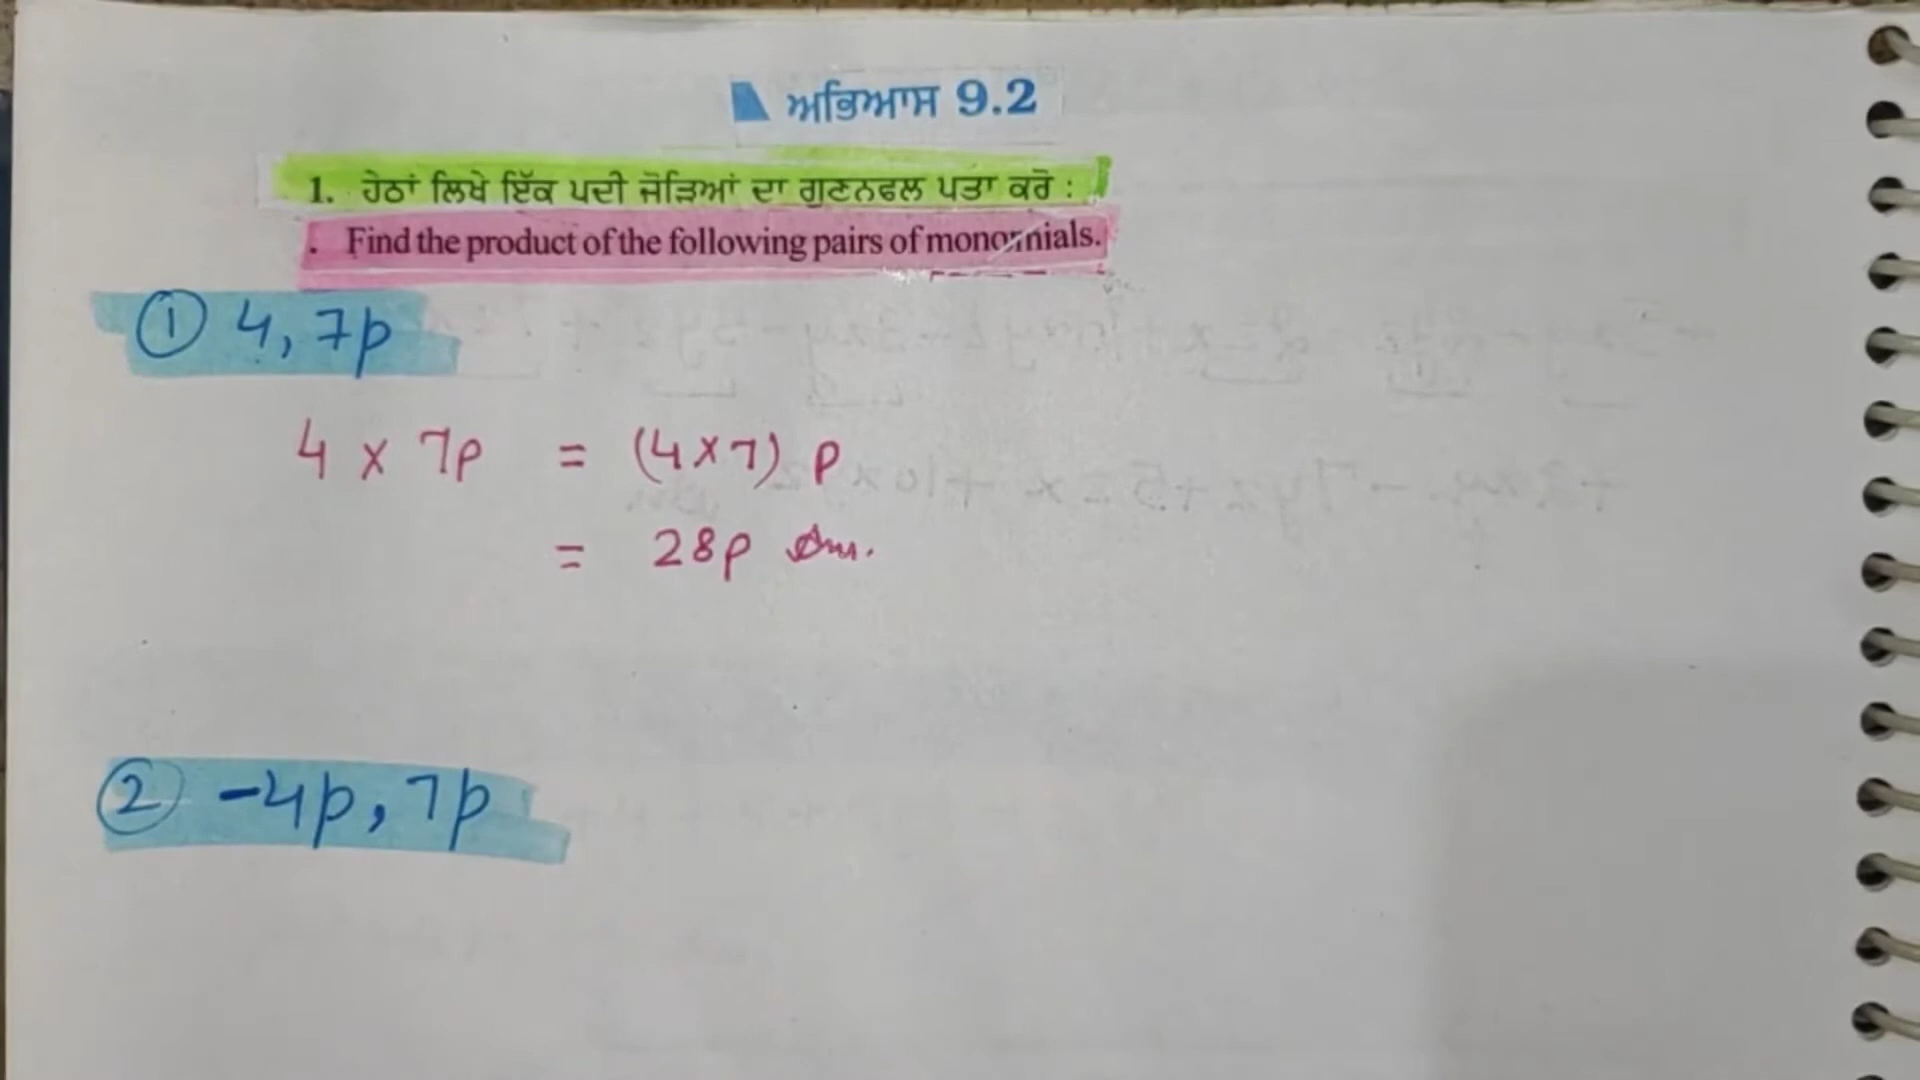 ਅਭਿਆਸ 9.2
1. ਹੇਠਾਂ ਲਿਖੇ ਇੱਕ ਪਦੀ ਜੋੜਿਆਂ ਦਾ ਗੁਣਨਫਲ ਪਤਾ ਕਰੋ :
. Find the product of the following pairs of monomials.
① 4, 7p
4 × 7p = (4×7) p
= 28p Ans.
② -4p, 7p